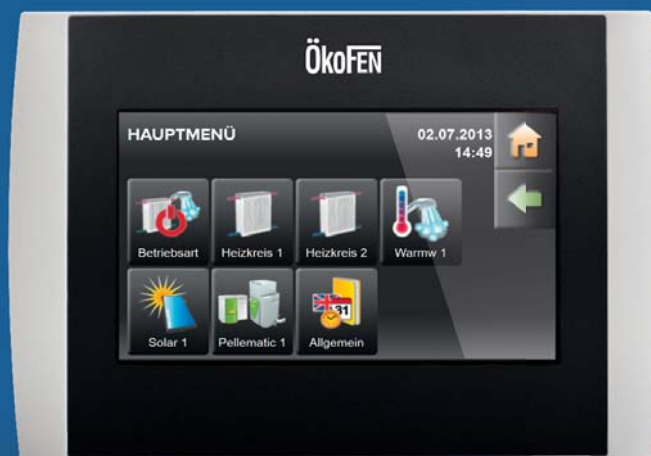 ÖkoFEN
HAUPTMENÜ
02.07.2013
14:49
Betriebsart
Heizkreis 1
Heizkreis 2
Warmw 1
31
Solar 1
Pellematic 1
Allgemein